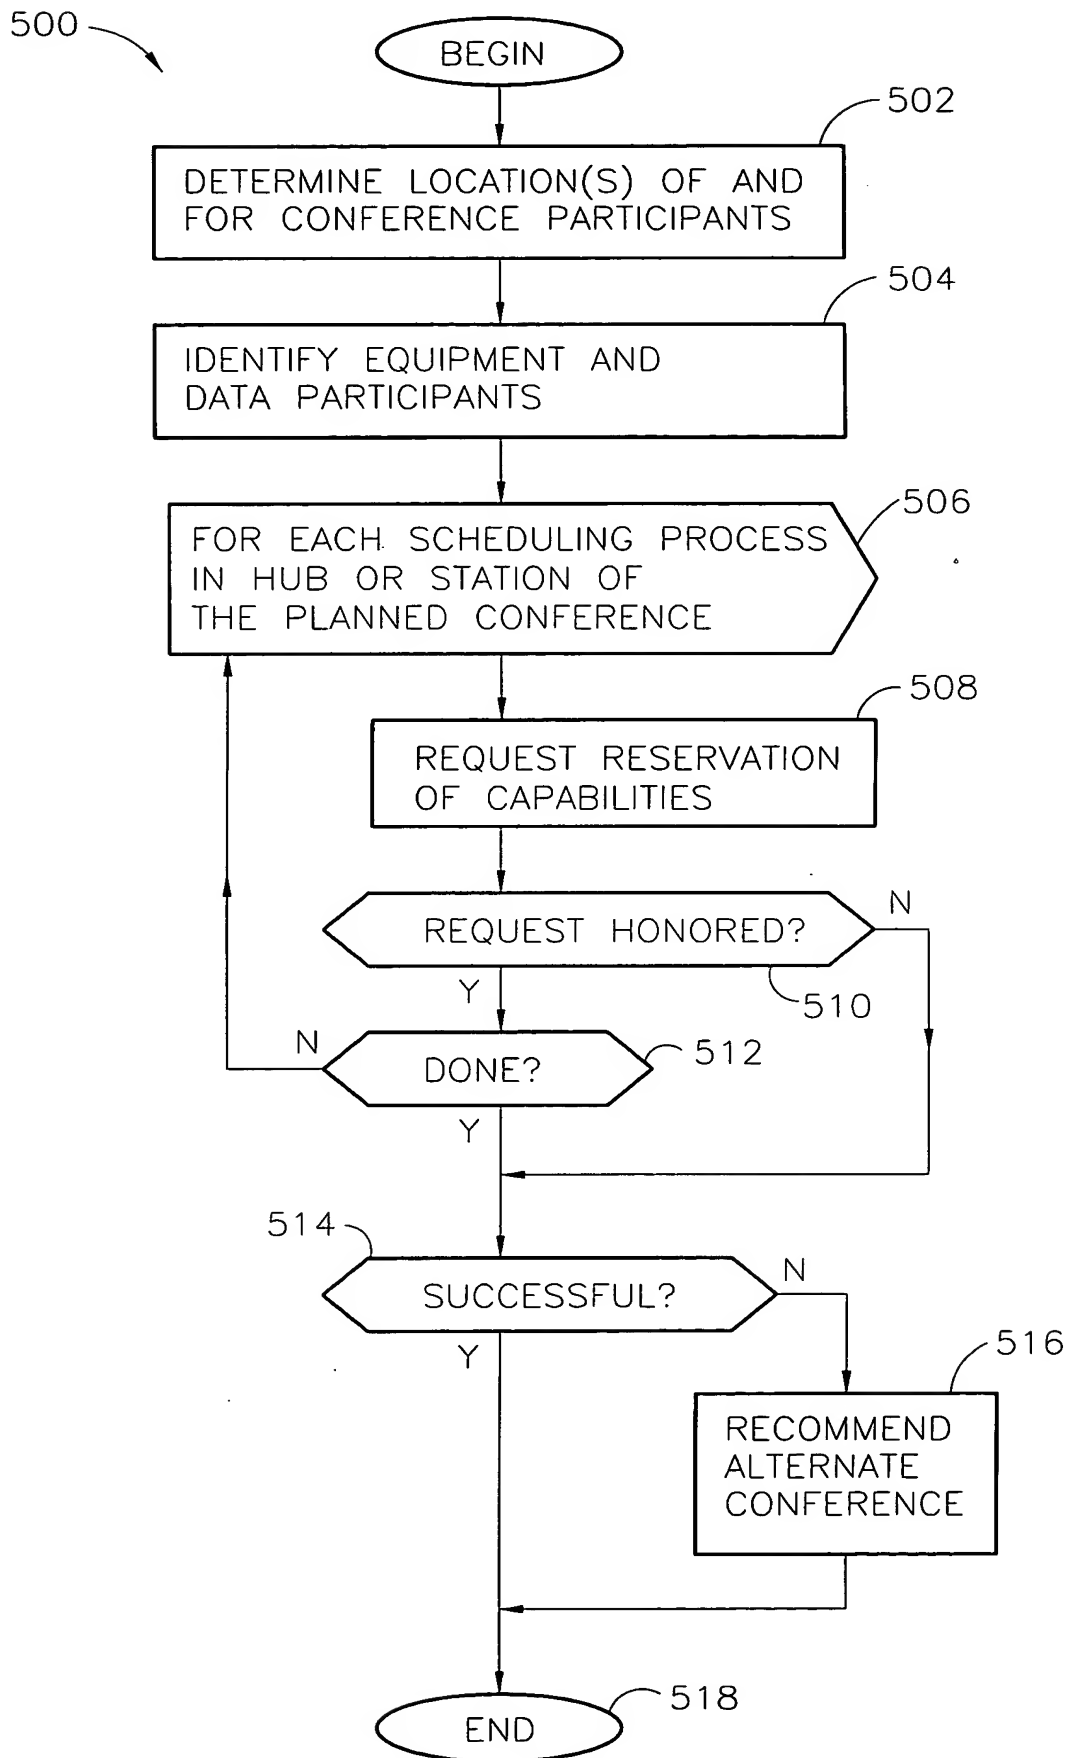 500
BEGIN
502
DETERMINE LOCATION(S) OF AND
FOR CONFERENCE PARTICIPANTS
504
IDENTIFY EQUIPMENT AND
DATA PARTICIPANTS
506
FOR EACH SCHEDULING PROCESS
IN HUB OR STATION OF
THE PLANNED CONFERENCE
508
REQUEST RESERVATION
OF CAPABILITIES
REQUEST HONORED?
N
Y
510
N
DONE?
512
Y
514
SUCCESSFUL?
N
Y
516
RECOMMEND
ALTERNATE
CONFERENCE
END
518